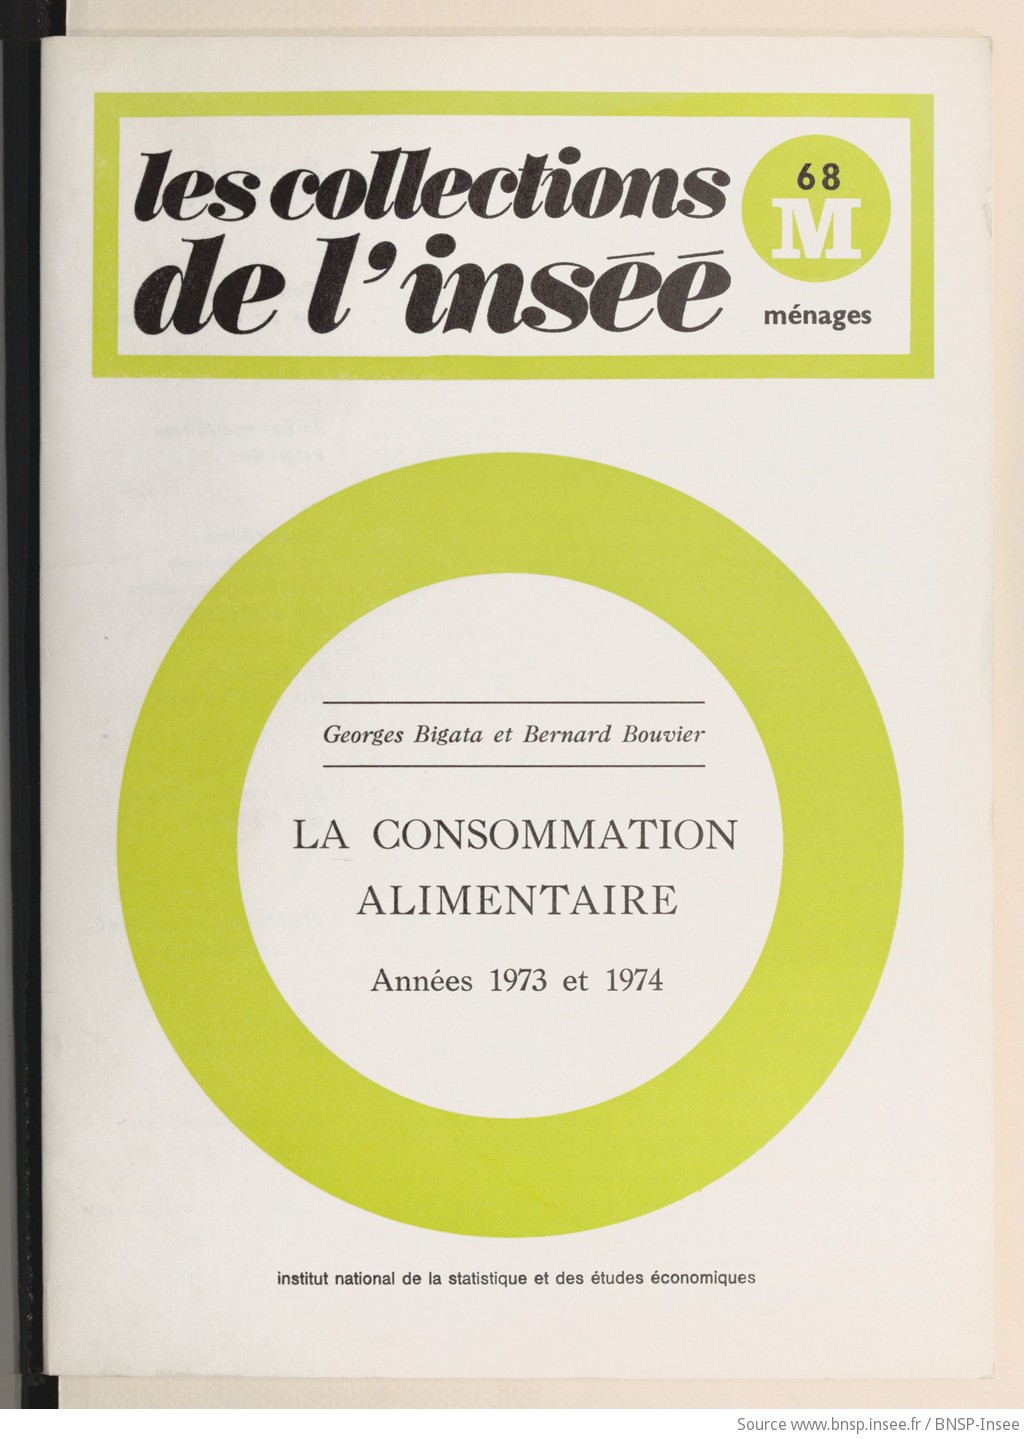 les collections
de l'inséé
68
M
ménages
Georges Bigata et Bernard Bouvier
LA CONSOMMATION
ALIMENTAIRE
Années 1973 et 1974
institut national de la statistique et des études économiques
Source www.bnsp.insee.fr / BNSP-Insee